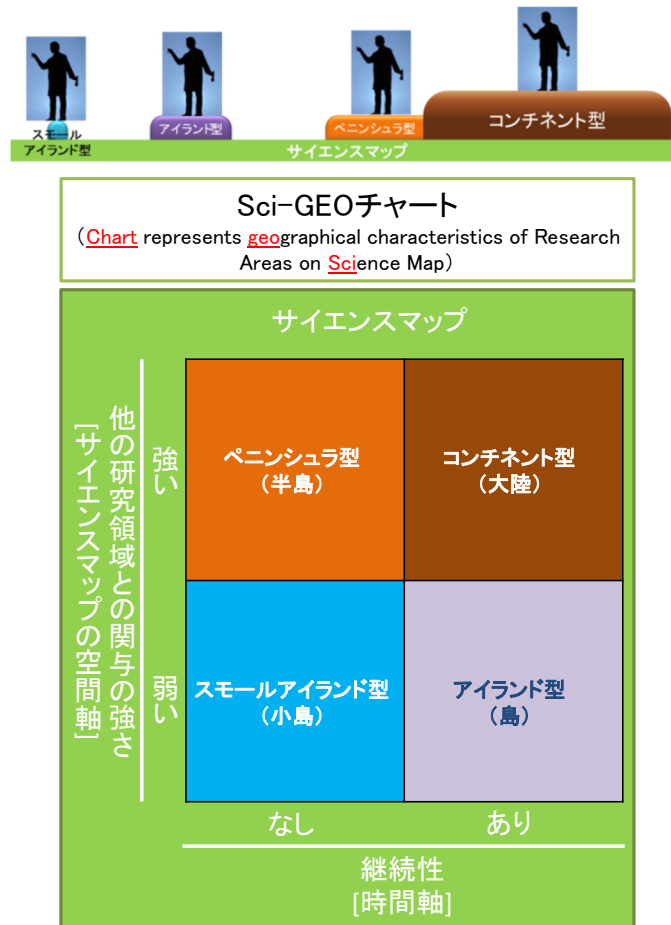 スモール
アイランド型
アイランド型
ペニンシュラ型
コンチネント型
サイエンスマップ
Sci-GEOチャート
（Chart represents geographical characteristics of Research
Areas on Science Map）
サイエンスマップ
他の研究領域との関与の強さ
[サイエンスマップの空間軸]
強い
ペニンシュラ型
（半島）
コンチネント型
（大陸）
弱い
スモールアイランド型
（小島）
アイランド型
（島）
なし
あり
継続性
[時間軸]